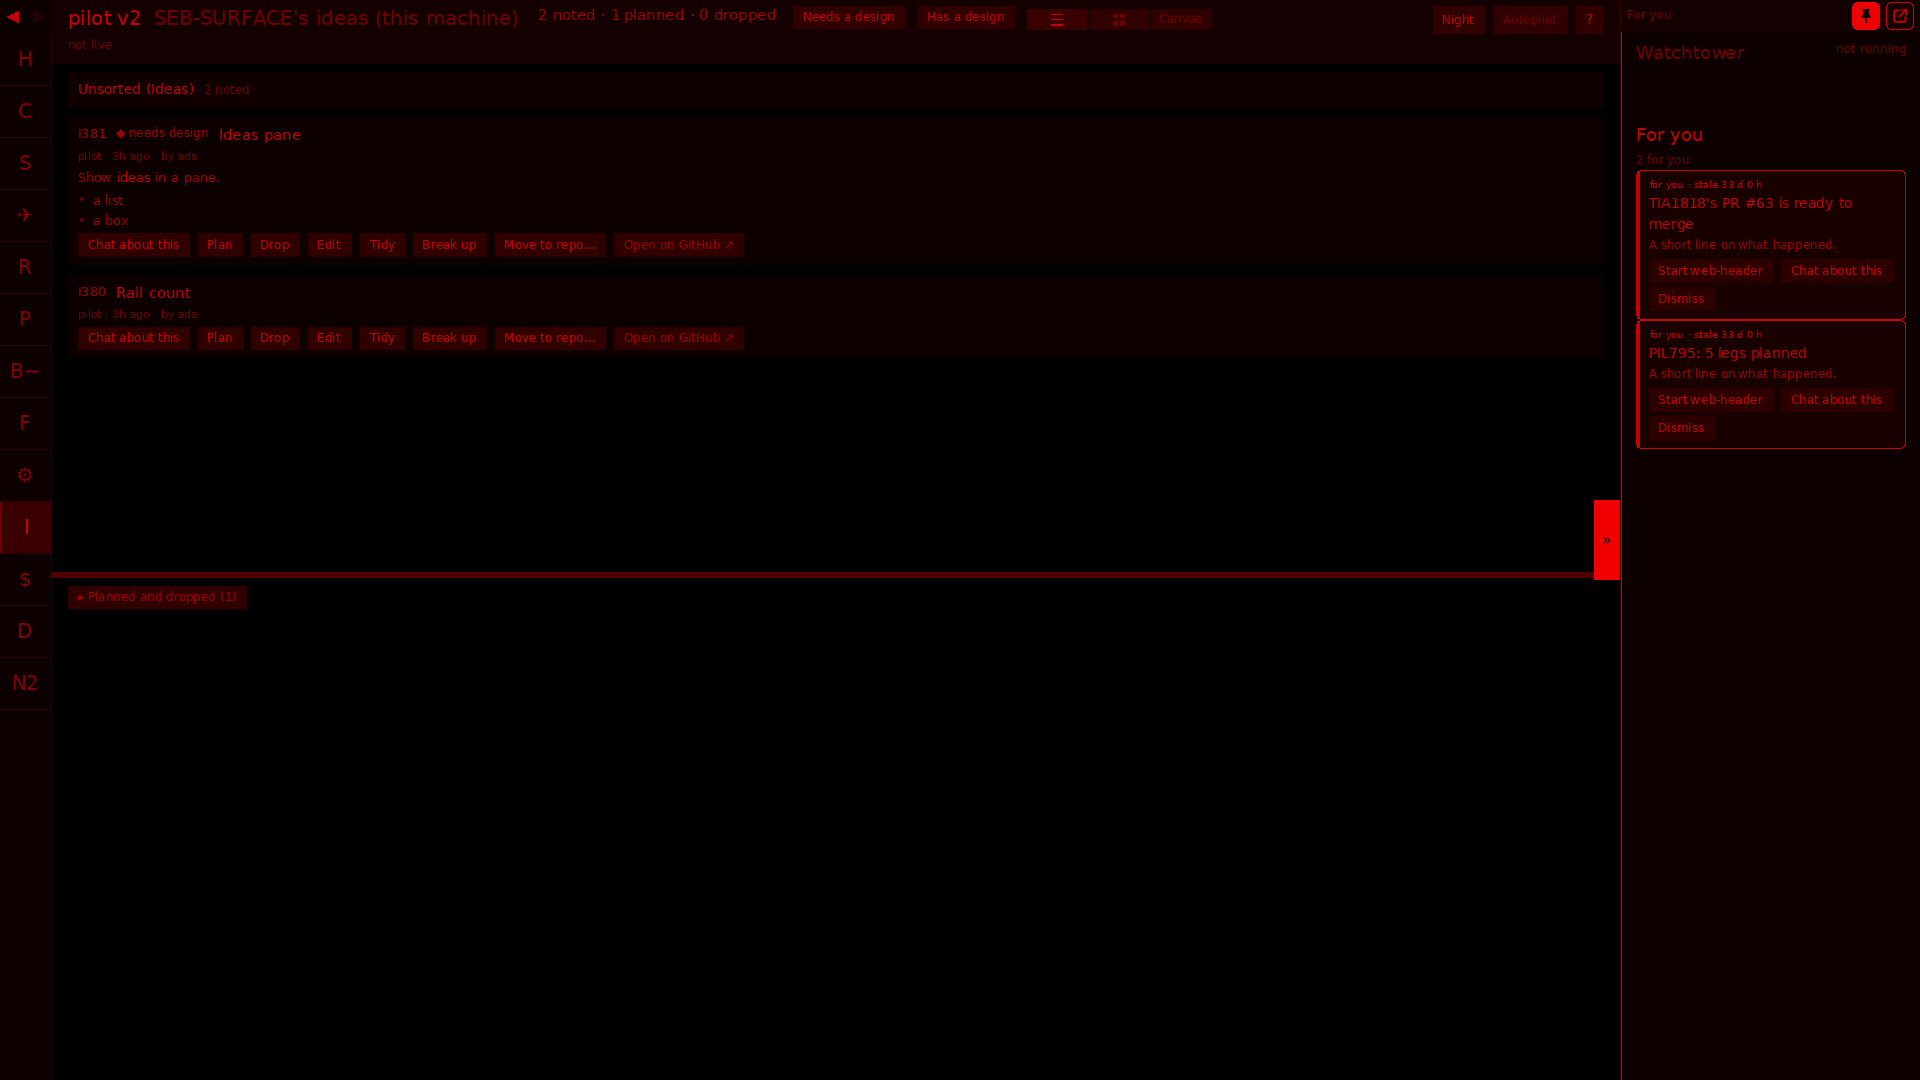 ◀ ▶
pilot v2 SEB-SURFACE's ideas (this machine) 2 noted · 1 planned · 0 dropped Needs a design Has a design ☰ Canvas Night Autopilot ?
not live
H
C
S
✈
R
P
B~
F
⚙
I
$
D
N2
Unsorted (Ideas) · 2 noted
I381 ◆ needs design Ideas pane
pilot · 3h ago · by ada
Show ideas in a pane.
• a list
• a box
Chat about this Plan Drop Edit Tidy Break up Move to repo... Open on GitHub ↗
I380 Rail count
pilot · 3h ago · by ada
Chat about this Plan Drop Edit Tidy Break up Move to repo... Open on GitHub ↗
»
▸ Planned and dropped (1)
For you
Watchtower not running
For you
2 for you
for you · stale 33 d 0 h
TIA1818's PR #63 is ready to
merge
A short line on what happened.
Start web-header Chat about this
Dismiss
for you · stale 33 d 0 h
PIL795: 5 legs planned
A short line on what happened.
Start web-header Chat about this
Dismiss